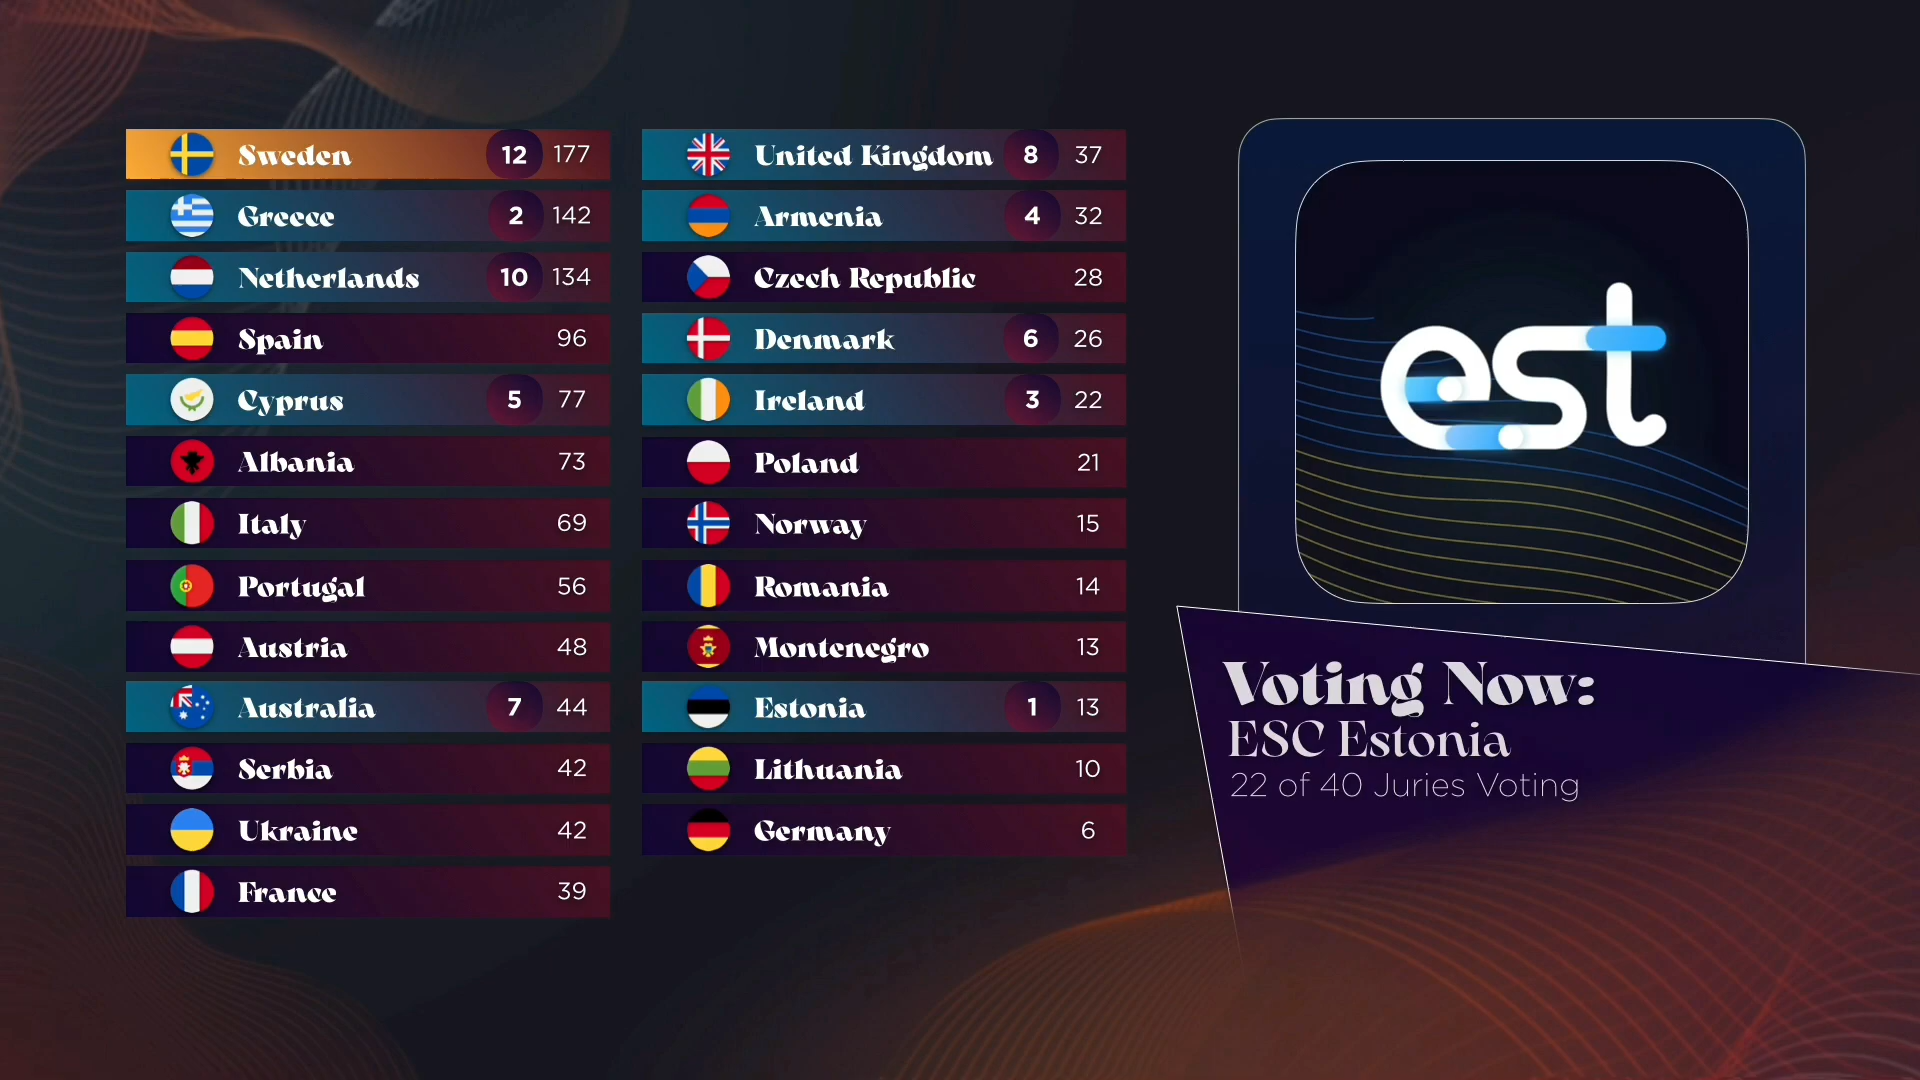 Sweden 12 177
Greece 2 142
Netherlands 10 134
Spain 96
Cyprus 5 77
Albania 73
Italy 69
Portugal 56
Austria 48
Australia 7 44
Serbia 42
Ukraine 42
France 39
United Kingdom 8 37
Armenia 4 32
Czech Republic 28
Denmark 6 26
Ireland 3 22
Poland 21
Norway 15
Romania 14
Montenegro 13
Estonia 1 13
Lithuania 10
Germany 6
est
Voting Now:
ESC Estonia
22 of 40 Juries Voting